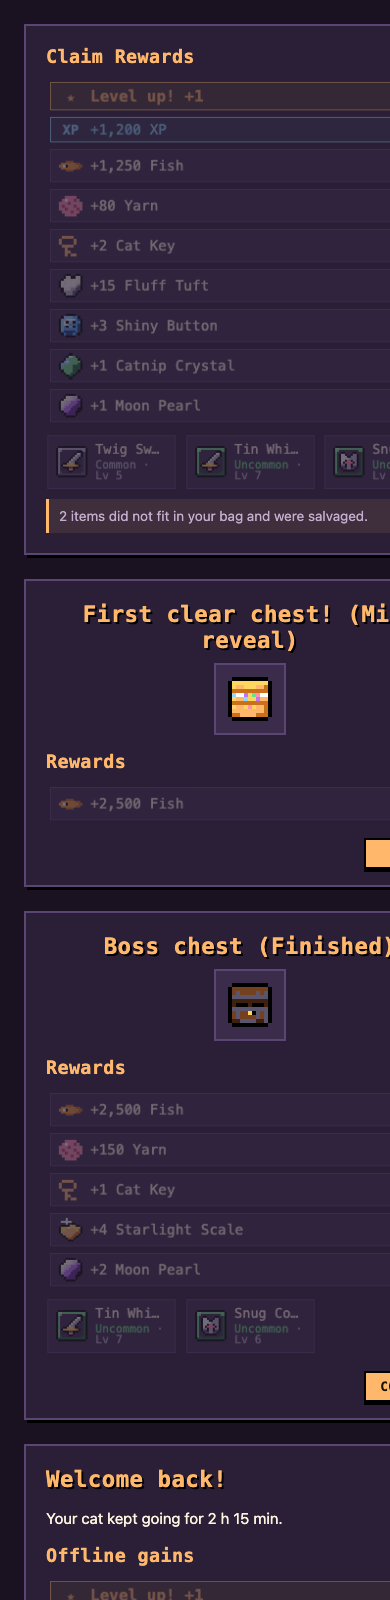 Claim Rewards
Level up! +1
XP +1,200 XP
+1,250 Fish
+80 Yarn
+2 Cat Key
+15 Fluff Tuft
+3 Shiny Button
+1 Catnip Crystal
+1 Moon Pearl
Twig Sw…
Common ·
Lv 5
Tin Whi…
Uncommon ·
Lv 7
2 items did not fit in your bag and were salvaged.
First clear chest!
reveal)
Rewards
+2,500 Fish
Boss chest (Finished)
Rewards
+2,500 Fish
+150 Yarn
+1 Cat Key
+4 Starlight Scale
+2 Moon Pearl
Tin Whi…
Uncommon ·
Lv 7
Snug Co…
Uncommon ·
Lv 6
Welcome back!
Your cat kept going for 2 h 15 min.
Offline gains
Level up! +1